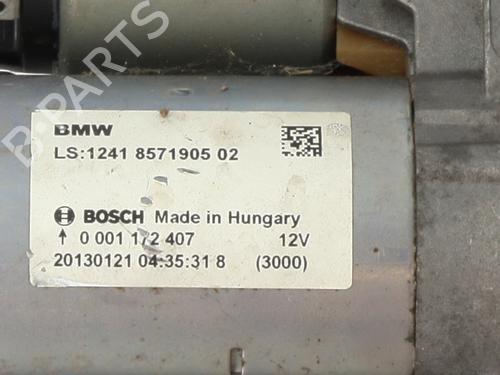 B-PARTS
BMW
LS:1241 8571905 02
BOSCH Made in Hungary
↑ 0 001 172 407 12V
20130121 04:35:31 8 (3000)